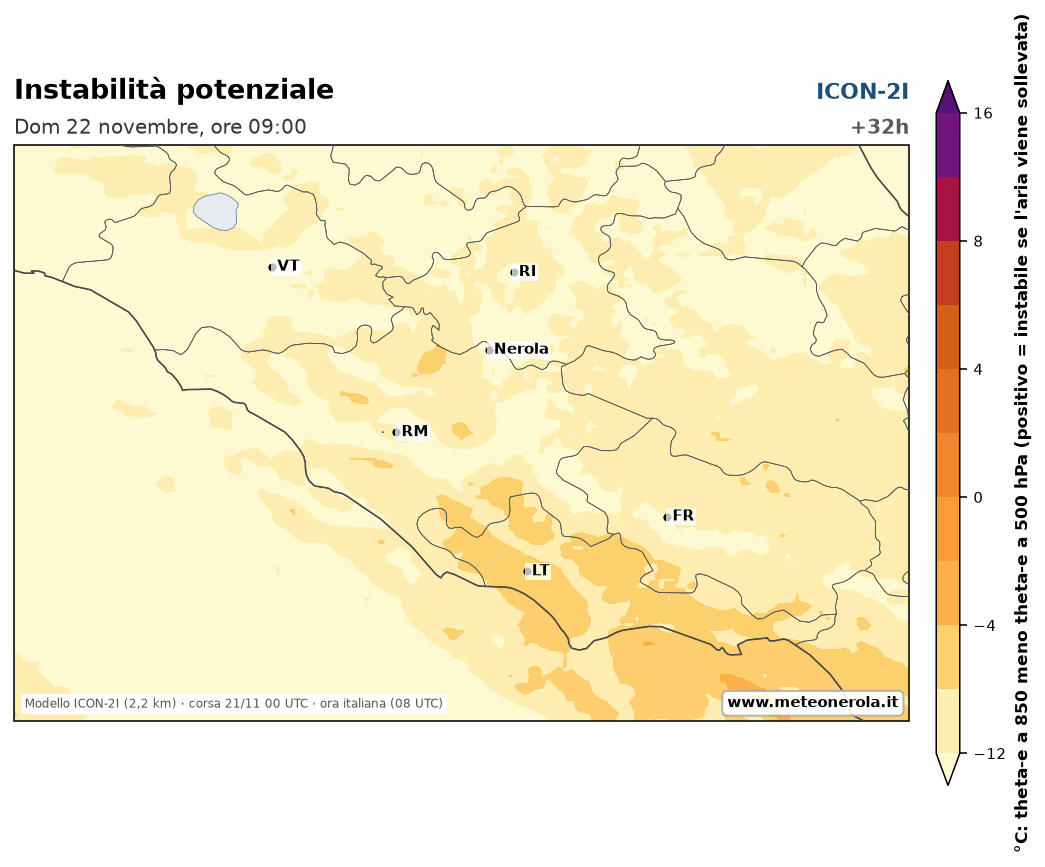 Instabilità potenziale
ICON-2I
Dom 22 novembre, ore 09:00
+32h
VT
RI
Nerola
RM
FR
LT
Modello ICON-2I (2,2 km) · corsa 21/11 00 UTC · ora italiana (08 UTC)
www.meteonerola.it
16
8
4
0
−4
−12
°C: theta-e a 850 meno theta-e a 500 hPa (positivo = instabile se l'aria viene sollevata)